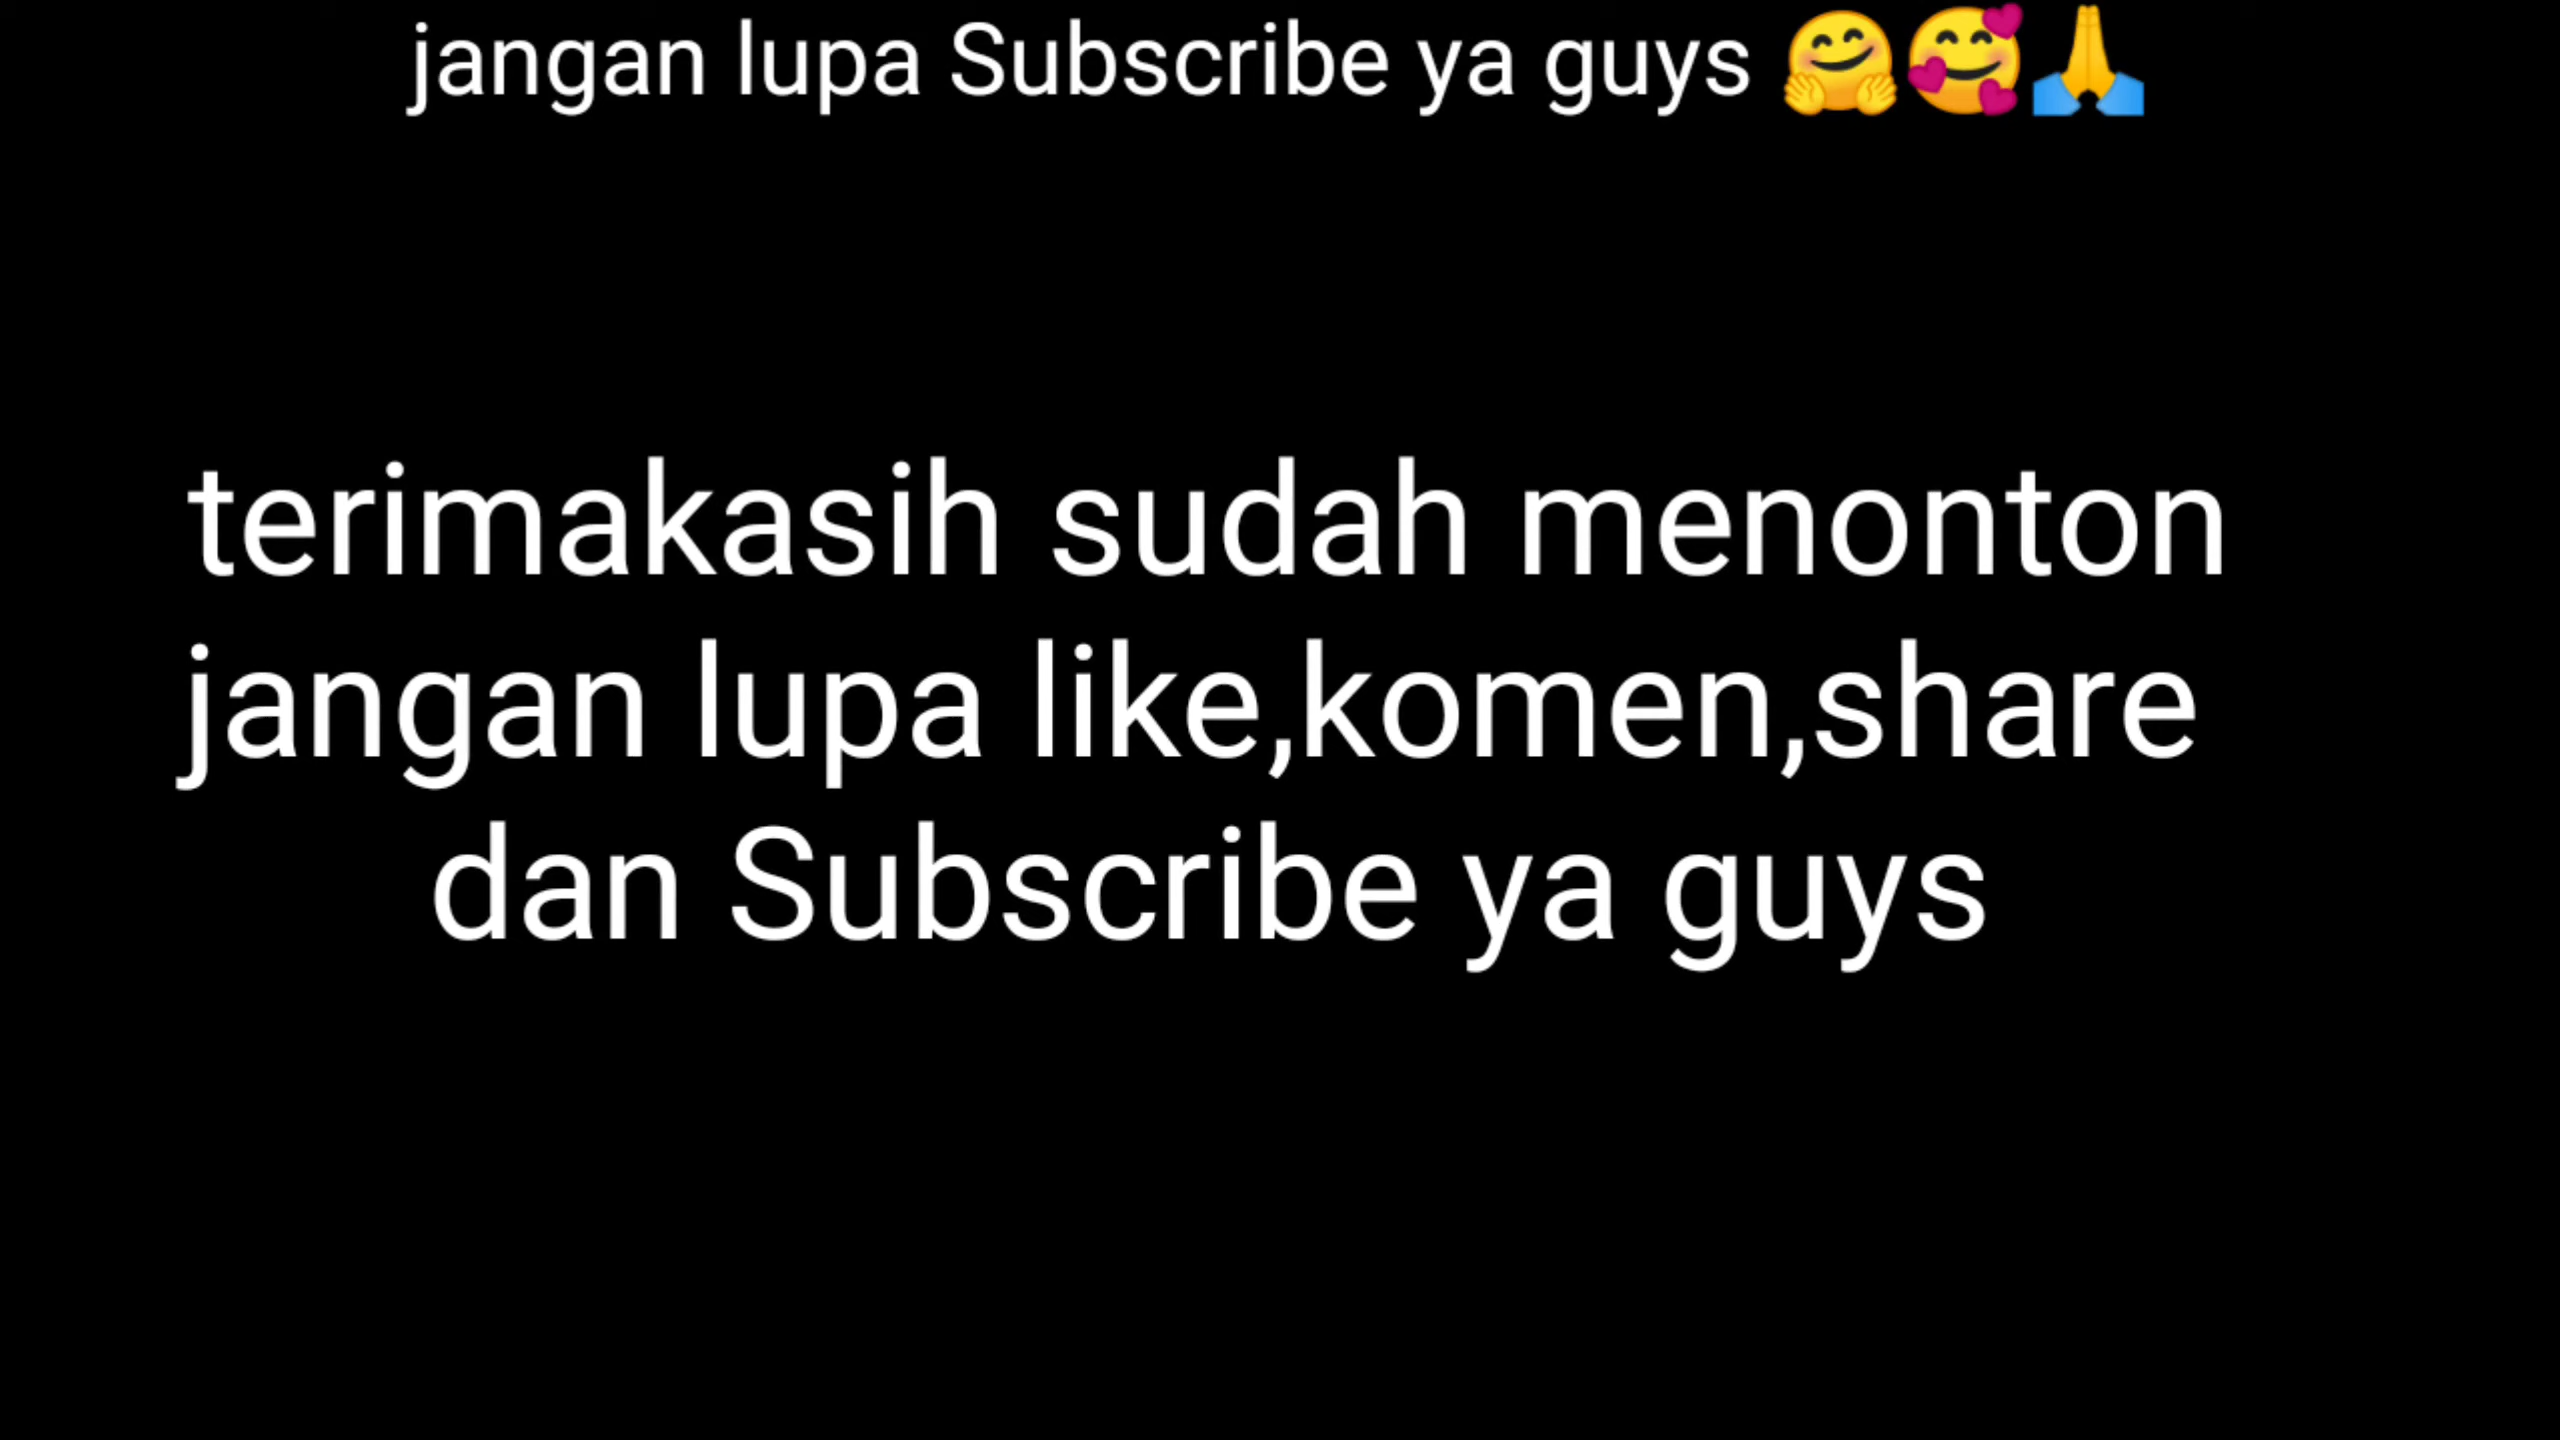 jangan lupa Subscribe ya guys 🤗🥰🙏
terimakasih sudah menonton
jangan lupa like,komen,share
dan Subscribe ya guys